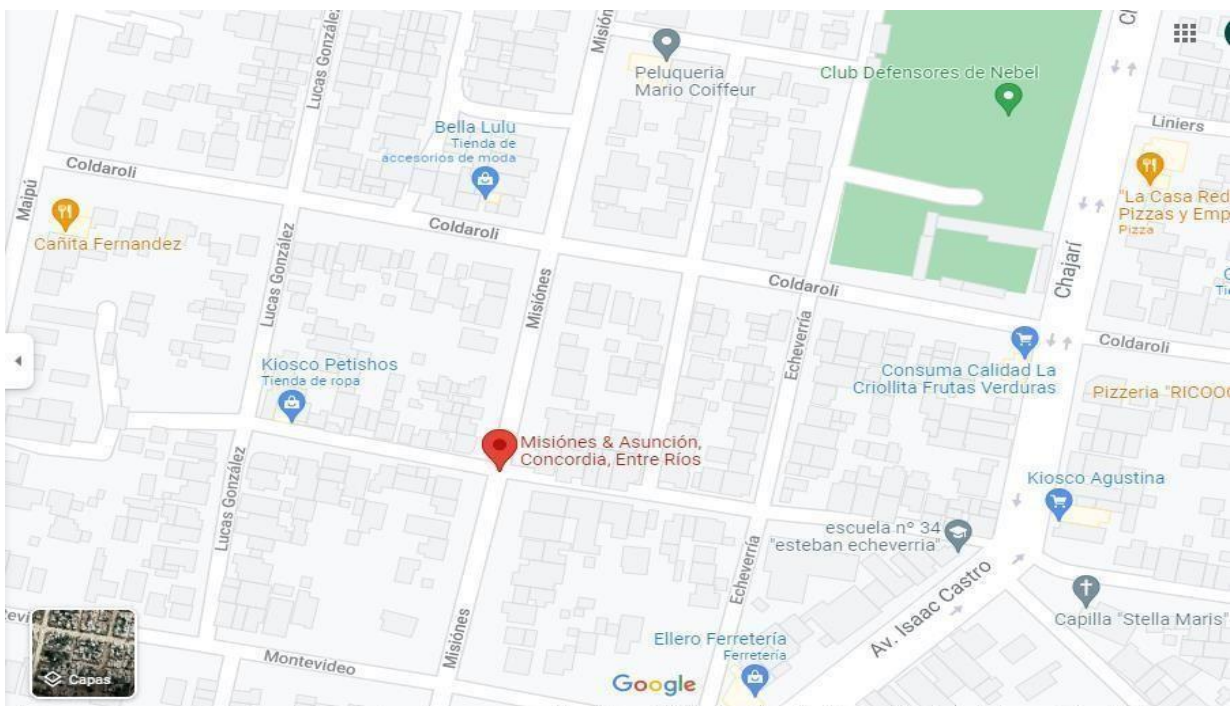 Lucas González
Misión
Peluqueria
Mario Coiffeur
Club Defensores de Nebel
Ch
Liniers
Bella Lulu
Tienda de
accesorios de moda
Coldaroli
Maipú
Cañita Fernandez
Lucas González
Coldaroli
Misiónes
"La Casa Red
Pizzas y Emp
Pizza
Chajarí
Coldaroli
Echeverría
Coldaroli
Kiosco Petishos
Tienda de ropa
Consuma Calidad La
Criollita Frutas Verduras
Pizzeria "RICOOO
Misiónes & Asunción,
Concordia, Entre Ríos
Lucas González
Kiosco Agustina
escuela n° 34
"esteban echeverria"
Echeverría
Av. Isaac Castro
Capilla "Stella Maris"
Misiónes
Montevideo
Ellero Ferretería
Ferretería
Capas
Google